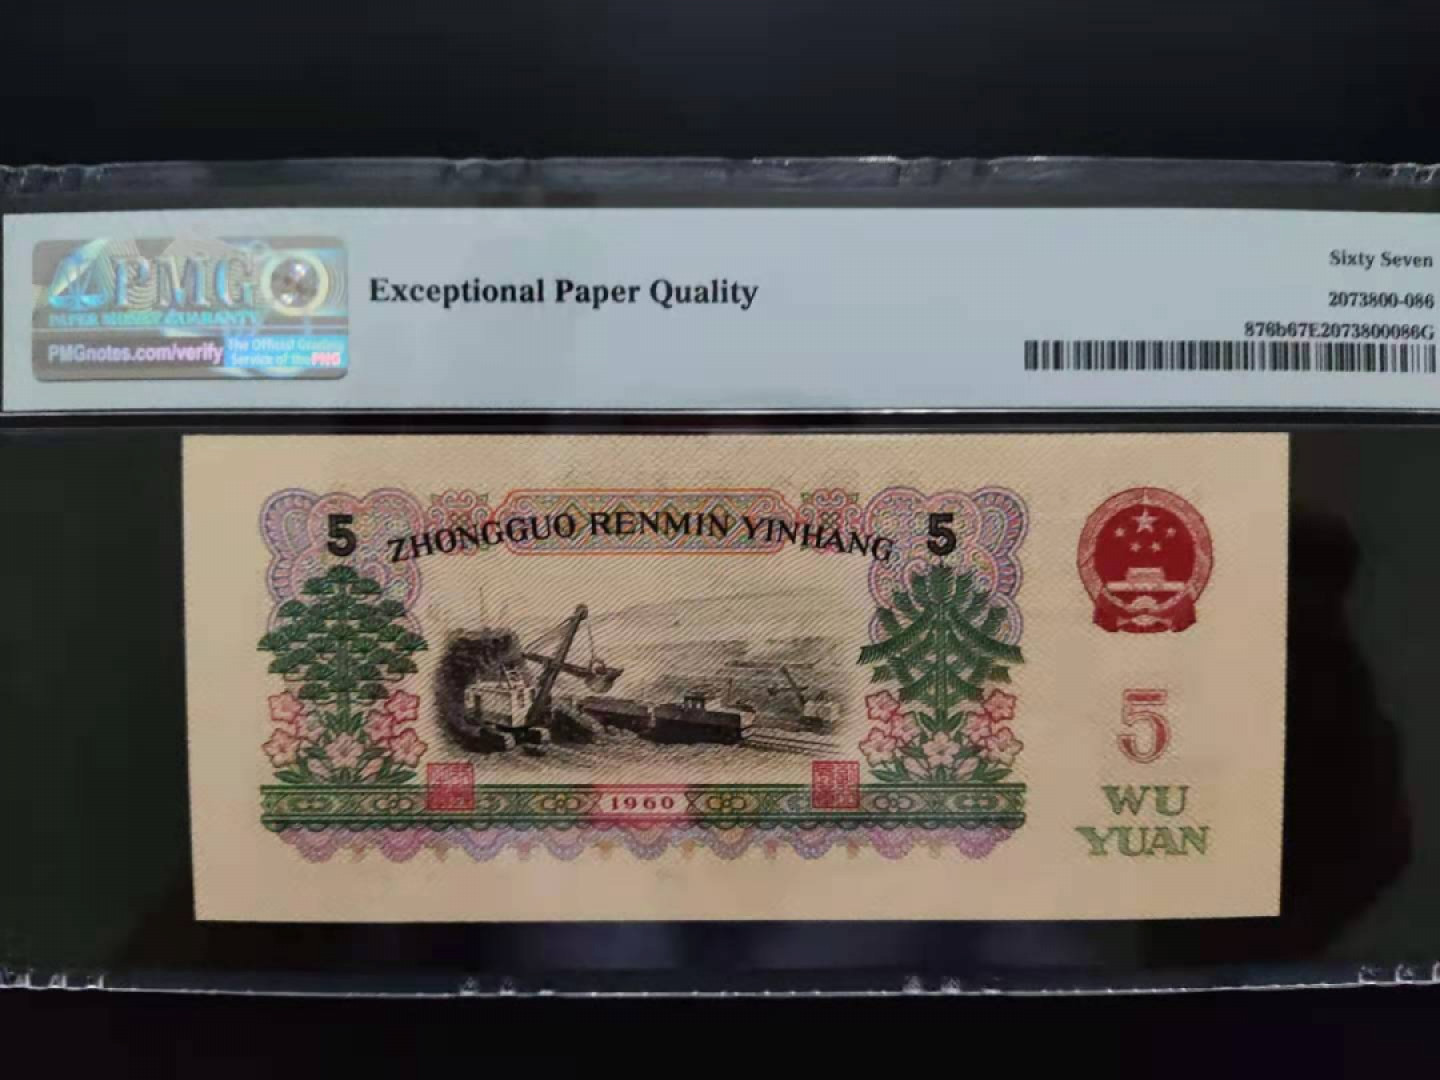 PMG
PAPER MONEY GUARANTY
PMGnotes.com/verify
The Official Grading
Service of the PNG
Exceptional Paper Quality
Sixty Seven
2073800-086
876b67E2073800086G
5 ZHONGGUO RENMIN YINHANG 5
5
WU
YUAN
1960